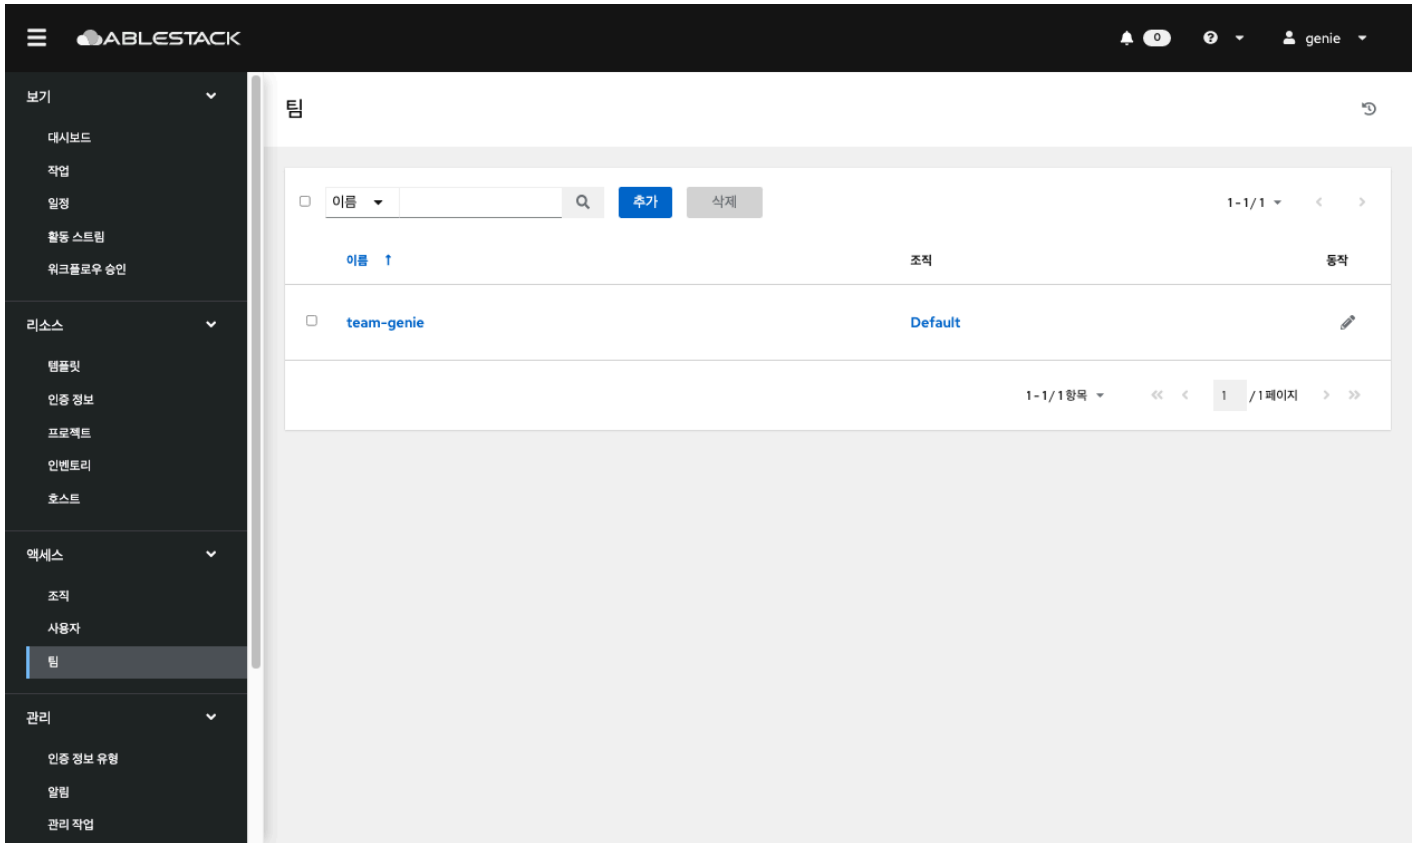 ABLESTACK
0
genie
보기
대시보드
작업
일정
활동 스트림
워크플로우 승인
리소스
템플릿
인증 정보
프로젝트
인벤토리
호스트
액세스
조직
사용자
팀
관리
인증 정보 유형
알림
관리 작업
팀
이름 추가 삭제 1-1/1
이름 조직 동작
team-genie Default
1-1/1항목 1 /1페이지